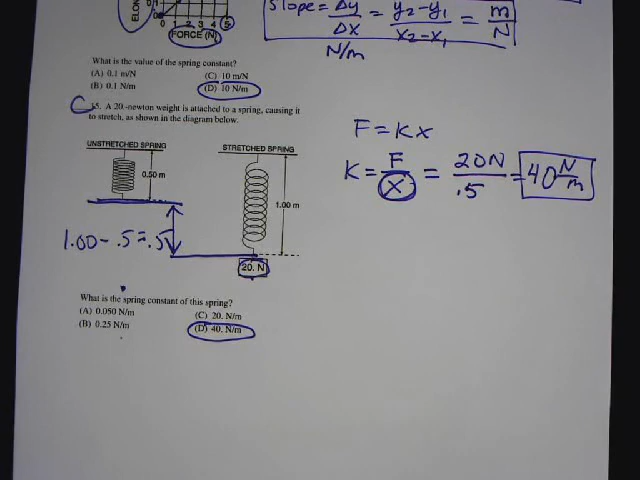 ELON
0 1 2 3 4 5
FORCE (N)
Slope = Δy/Δx = y₂-y₁/x₂-x₁ = m/N
N/m
What is the value of the spring constant?
(A) 0.1 m/N
(C) 10 m/N
(B) 0.1 N/m
(D) 10 N/m
15. A 20.-newton weight is attached to a spring, causing it
to stretch, as shown in the diagram below.
F = Kx
K = F/x = 20N/.5 = 40 N/m
UNSTRETCHED SPRING
STRETCHED SPRING
0.50 m
1.00 m
1.00 - .5 = .5
20. N
What is the spring constant of this spring?
(A) 0.050 N/m
(C) 20. N/m
(B) 0.25 N/m
(D) 40. N/m